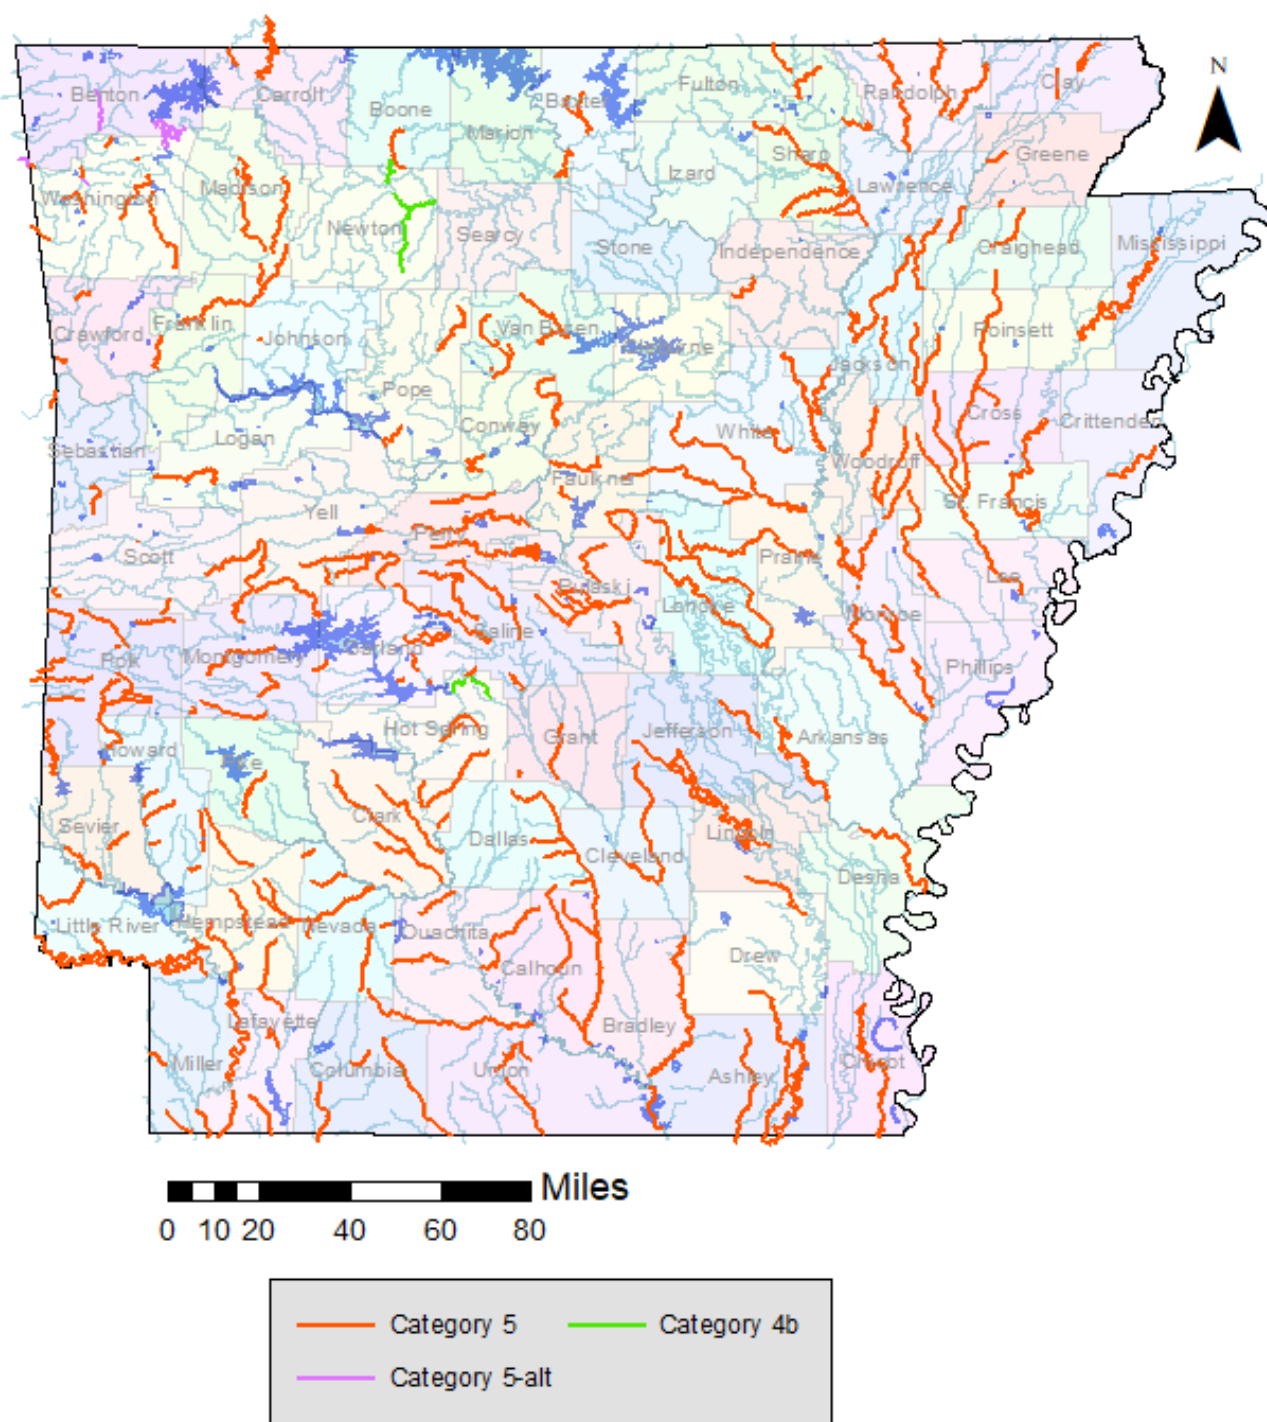 N
Benton
Carroll
Boone
Marion
Baxter
Fulton
Randolph
Clay
Washington
Madison
Newton
Searcy
Stone
Izard
Sharp
Lawrence
Greene
Independence
Craighead
Mississippi
Crawford
Franklin
Johnson
Van Buren
Jackson
Poinsett
Pope
Logan
Sebastian
Conway
White
Cross
Crittenden
Woodruff
Faulkner
St. Francis
Yell
Perry
Scott
Prairie
Lee
Pulaski
Lonoke
Monroe
Saline
Garland
Polk
Montgomery
Phillips
Hot Spring
Grant
Jefferson
Arkansas
Howard
Pike
Sevier
Clark
Dallas
Cleveland
Lincoln
Desha
Little River
Hempstead
Nevada
Ouachita
Calhoun
Drew
Lafayette
Bradley
Miller
Columbia
Union
Ashley
Chicot
Miles
0 10 20 40 60 80
Category 5
Category 4b
Category 5-alt